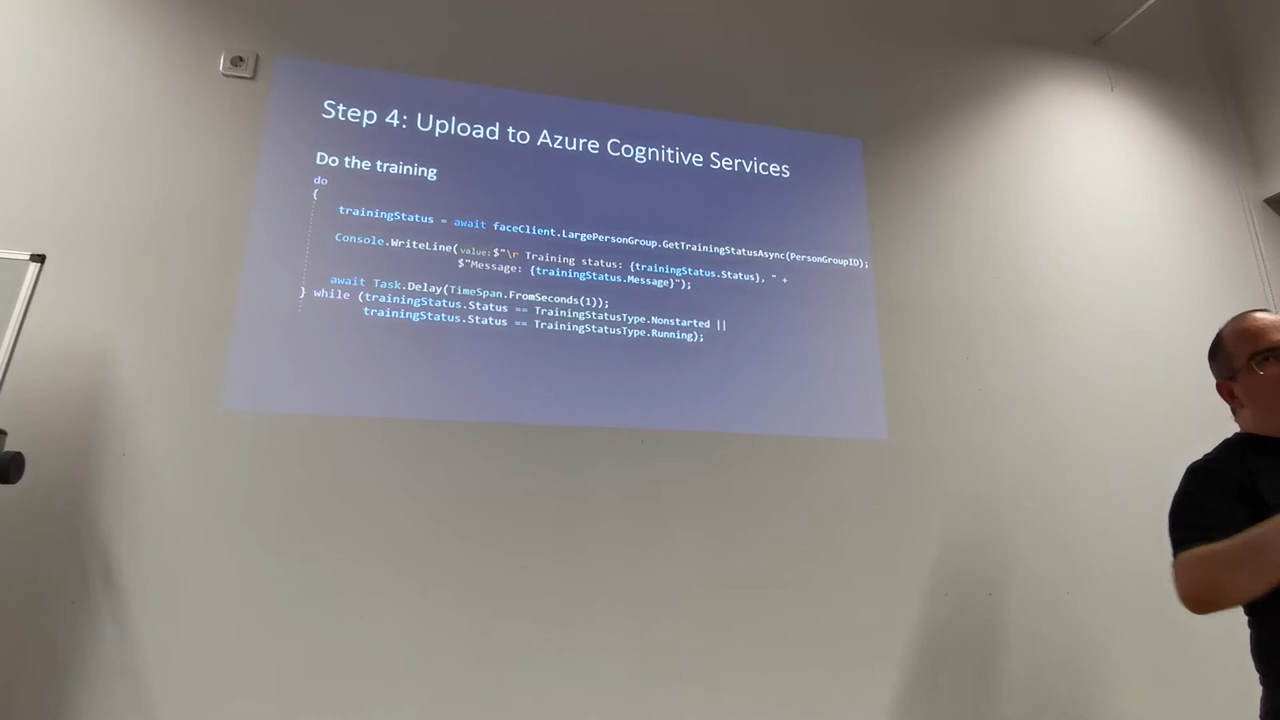 Step 4: Upload to Azure Cognitive Services
Do the training
do
{
trainingStatus = await faceClient.LargePersonGroup.GetTrainingStatusAsync(PersonGroupID);
Console.WriteLine(value:$"\r Training status: {trainingStatus.Status}, " +
$"Message: {trainingStatus.Message}");
await Task.Delay(TimeSpan.FromSeconds(1));
} while (trainingStatus.Status == TrainingStatusType.Nonstarted ||
trainingStatus.Status == TrainingStatusType.Running);